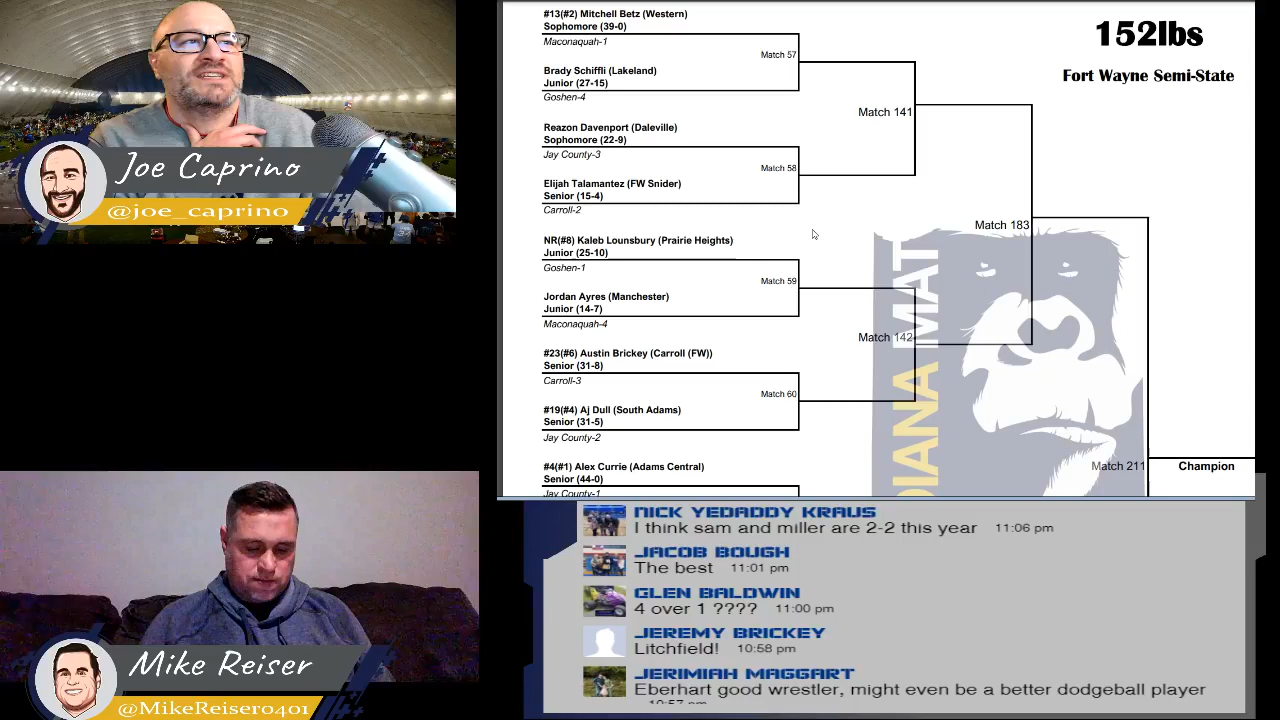 Joe Caprino
@joe_caprino
#13(#2) Mitchell Betz (Western)
Sophomore (39-0)
Maconaquah-1
Match 57
Brady Schiffli (Lakeland)
Junior (27-15)
Goshen-4
Match 141
Reazon Davenport (Daleville)
Sophomore (22-9)
Jay County-3
Match 58
Elijah Talamantez (FW Snider)
Senior (15-4)
Carroll-2
Match 183
NR(#8) Kaleb Lounsbury (Prairie Heights)
Junior (25-10)
Goshen-1
Match 59
Jordan Ayres (Manchester)
Junior (14-7)
Maconaquah-4
Match 142
#23(#6) Austin Brickey (Carroll (FW))
Senior (31-8)
Carroll-3
Match 60
#19(#4) Aj Dull (South Adams)
Senior (31-5)
Jay County-2
#4(#1) Alex Currie (Adams Central)
Senior (44-0)
Jay County-1
Match 211
Champion
152lbs
Fort Wayne Semi-State
DIANA MAT
Mike Reiser
@MikeReiser0401
NICK YEDADDY KRAUS
I think sam and miller are 2-2 this year 11:06 pm
JACOB BOUGH
The best 11:01 pm
GLEN BALDWIN
4 over 1 ???? 11:00 pm
JEREMY BRICKEY
Litchfield! 10:58 pm
JERIMIAH MAGGART
Eberhart good wrestler, might even be a better dodgeball player
10:57 pm